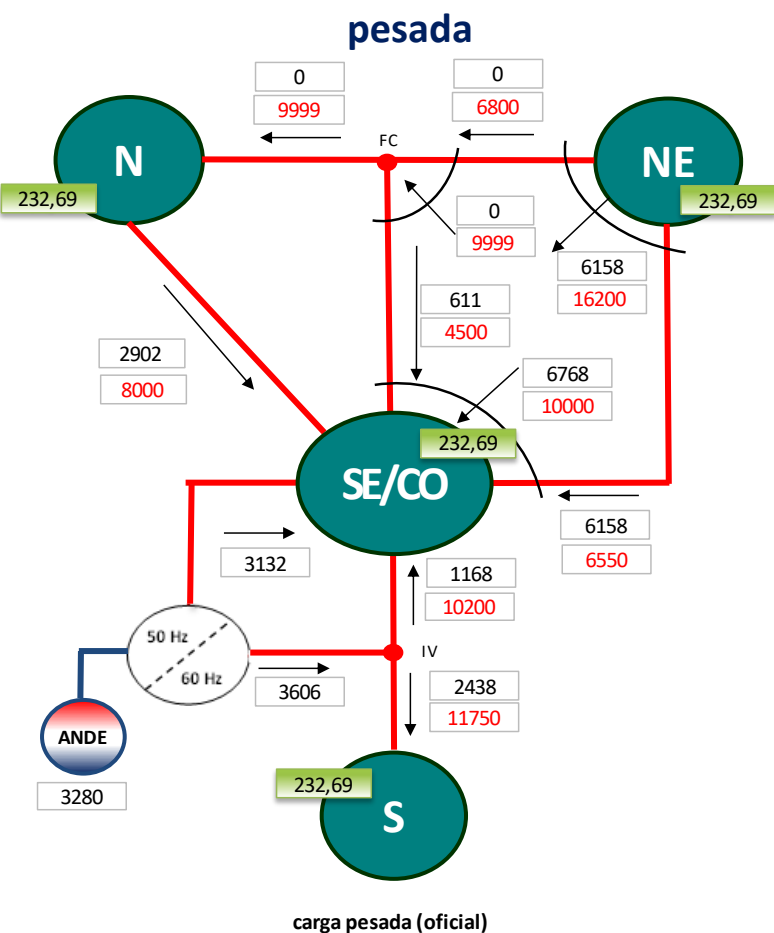 pesada
0
9999
0
6800
FC
N
NE
232,69
232,69
0
9999
6158
16200
611
4500
2902
8000
6768
10000
232,69
SE/CO
6158
6550
3132
1168
10200
50 Hz
60 Hz
IV
3606
2438
11750
ANDE
3280
232,69
S
carga pesada (oficial)